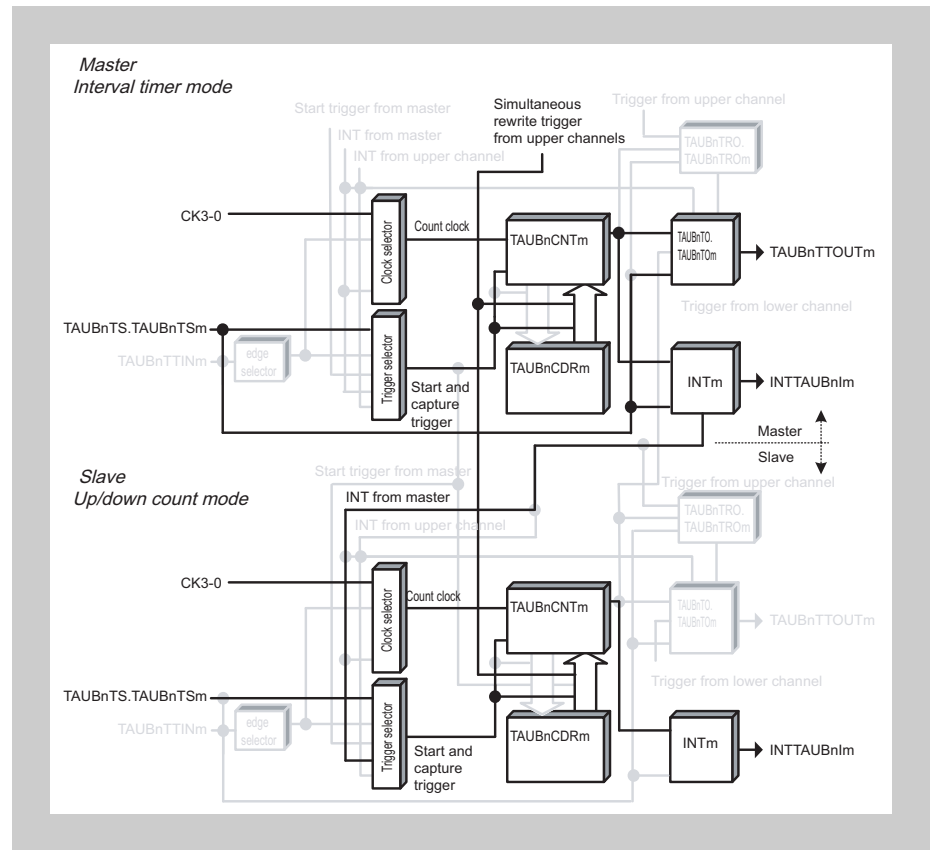 Master
Interval timer mode
Start trigger from master
Simultaneous
rewrite trigger
from upper channels
Trigger from upper channel
INT from master
INT from upper channel
TAUBnTRO.
TAUBnTROm
CK3-0
Clock selector
Count clock
TAUBnCNTm
TAUBnTO.
TAUBnTOm
TAUBnTTOUTm
Trigger from lower channel
TAUBnTS.TAUBnTSm
TAUBnTTINm
edge
selector
Trigger selector
Start and
capture
trigger
TAUBnCDRm
INTm
INTTAUBnIm
Master
Slave
Slave
Up/down count mode
Start trigger from master
Trigger from upper channel
INT from master
INT from upper channel
TAUBnTRO.
TAUBnTROm
CK3-0
Clock selector
Count clock
TAUBnCNTm
TAUBnTO.
TAUBnTOm
TAUBnTTOUTm
Trigger from lower channel
TAUBnTS.TAUBnTSm
TAUBnTTINm
edge
selector
Trigger selector
Start and
capture
trigger
TAUBnCDRm
INTm
INTTAUBnIm